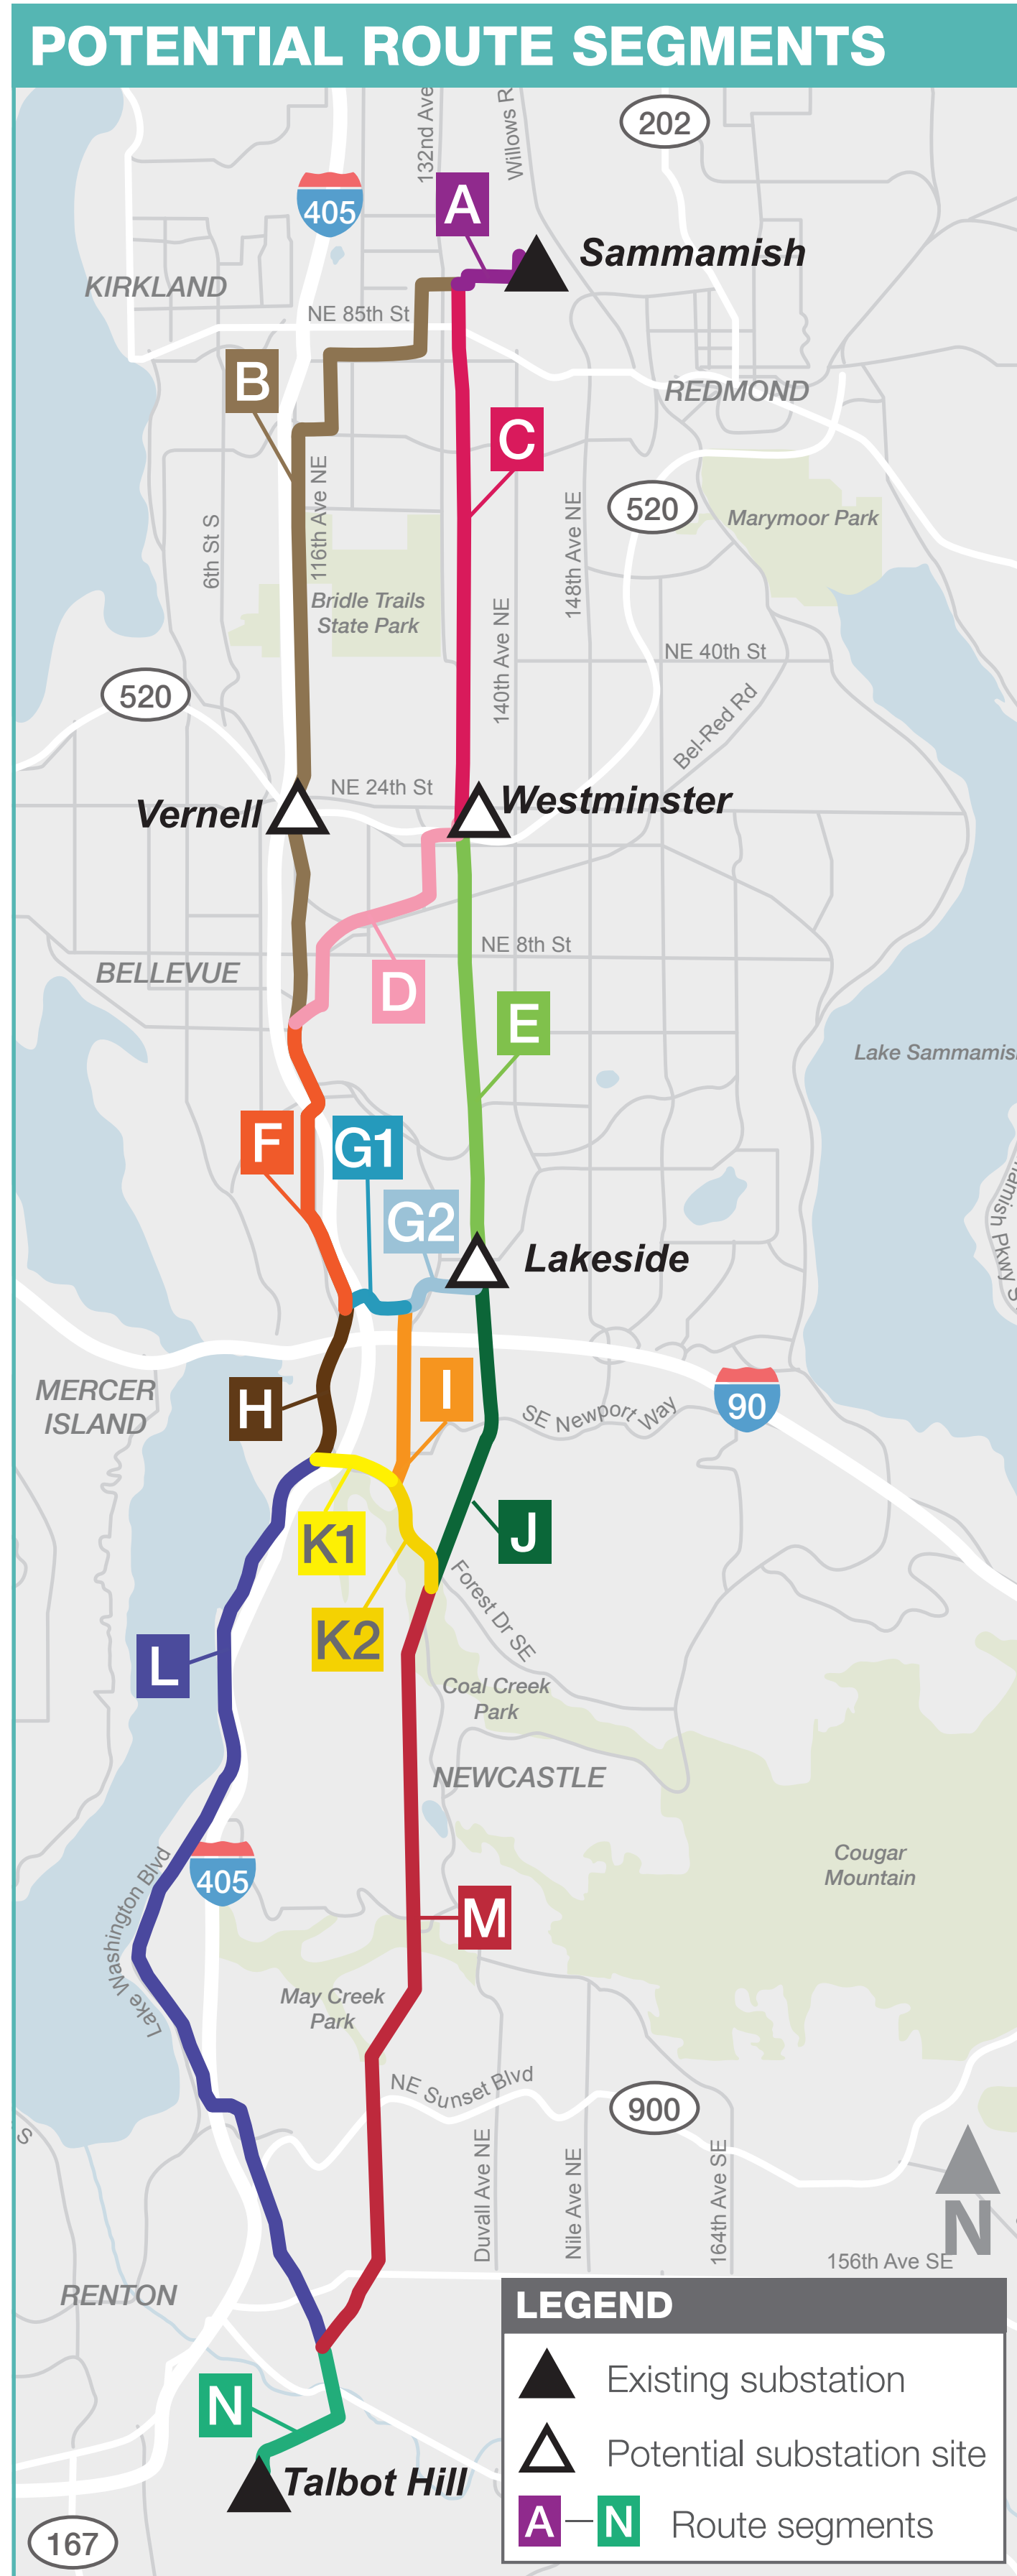 POTENTIAL ROUTE SEGMENTS
132nd Ave
Willows R
202
405
A
Sammamish
KIRKLAND
NE 85th St
B
REDMOND
C
520
Marymoor Park
6th St S
116th Ave NE
148th Ave NE
Bridle Trails
State Park
140th Ave NE
NE 40th St
520
Bel-Red Rd
NE 24th St
Vernell
Westminster
NE 8th St
BELLEVUE
D
E
Lake Sammamis
F
G1
G2
amish Pkwy S
Lakeside
MERCER
ISLAND
H
I
SE Newport Way
90
K1
J
K2
Forest Dr SE
L
Coal Creek
Park
NEWCASTLE
Cougar
Mountain
405
Lake Washington Blvd
M
May Creek
Park
Lake
NE Sunset Blvd
900
S
Duvall Ave NE
Nile Ave NE
164th Ave SE
N
156th Ave SE
RENTON
LEGEND
Existing substation
N
Potential substation site
Talbot Hill
A – N Route segments
167